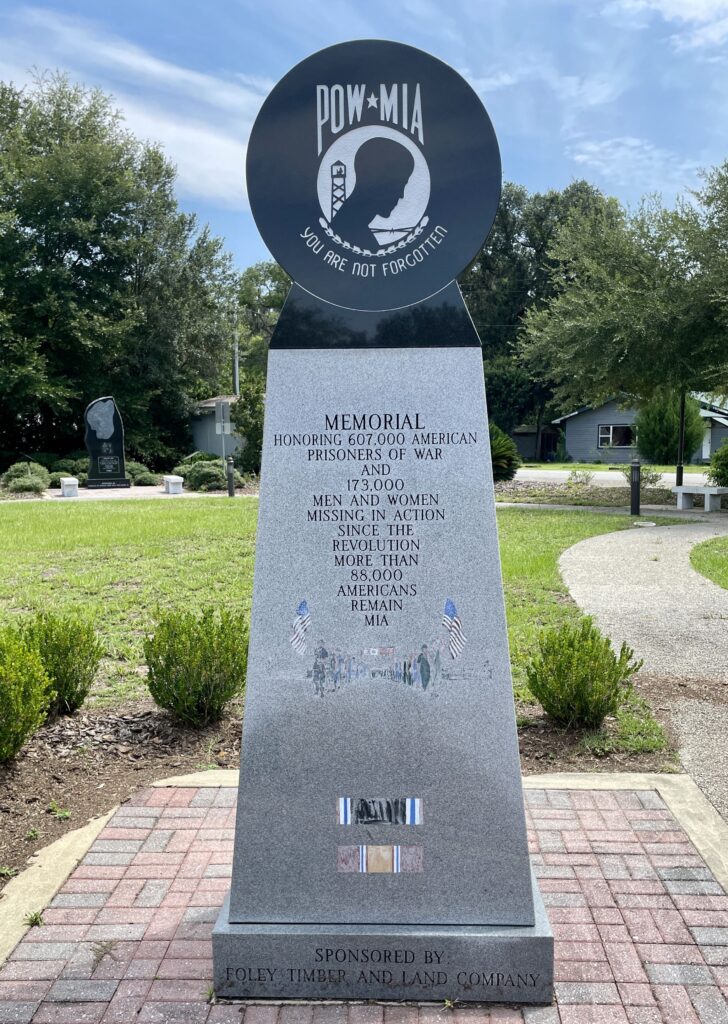 POW★MIA
YOU ARE NOT FORGOTTEN
MEMORIAL
HONORING 607,000 AMERICAN
PRISONERS OF WAR
AND
173,000
MEN AND WOMEN
MISSING IN ACTION
SINCE THE
REVOLUTION
MORE THAN
88,000
AMERICANS
REMAIN
MIA
SPONSORED BY:
FOLEY TIMBER AND LAND COMPANY